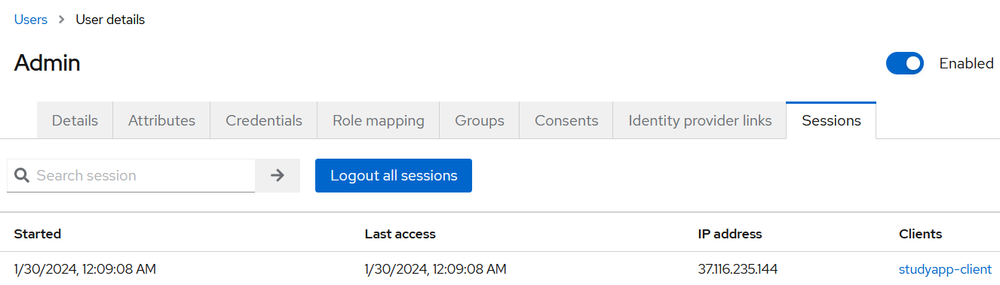 Users > User details
Admin
Enabled
Details Attributes Credentials Role mapping Groups Consents Identity provider links Sessions
Search session Logout all sessions
Started Last access IP address Clients
1/30/2024, 12:09:08 AM 1/30/2024, 12:09:08 AM 37.116.235.144 studyapp-client